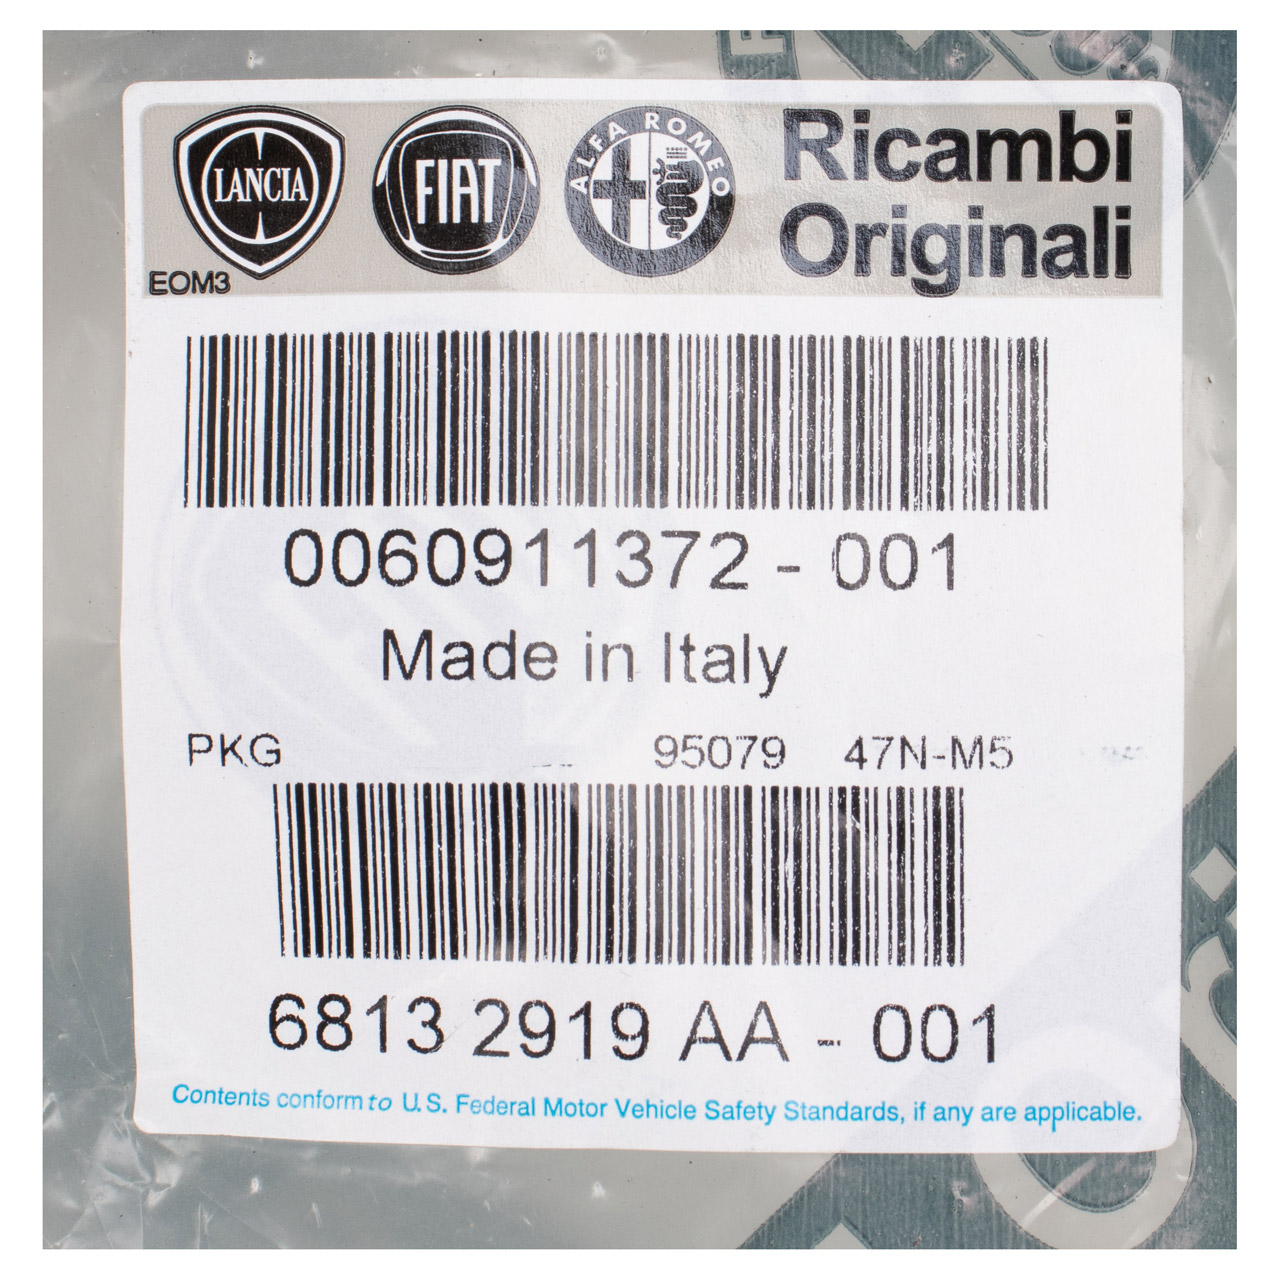 LANCIA
FIAT
ALFA ROMEO
Ricambi
Originali
EOM3
0060911372 - 001
Made in Italy
PKG 95079 47N-M5
6813 2919 AA - 001
Contents conform to U.S. Federal Motor Vehicle Safety Standards, if any are applicable.